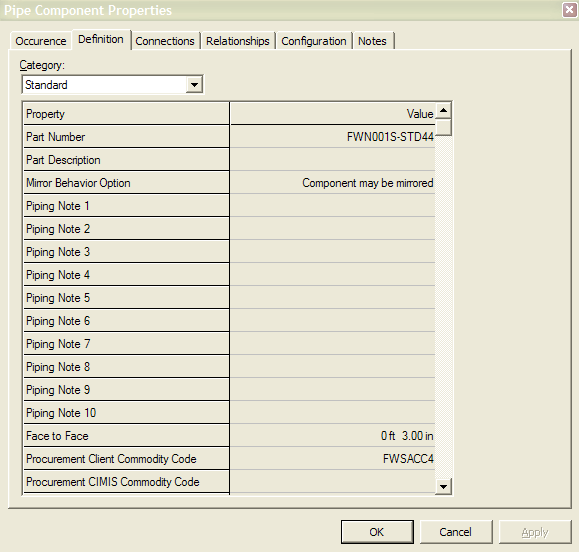 Pipe Component Properties
Occurence Definition Connections Relationships Configuration Notes
Category:
Standard
Property Value
Part Number FWN001S-STD44
Part Description
Mirror Behavior Option Component may be mirrored
Piping Note 1
Piping Note 2
Piping Note 3
Piping Note 4
Piping Note 5
Piping Note 6
Piping Note 7
Piping Note 8
Piping Note 9
Piping Note 10
Face to Face 0 ft 3.00 in
Procurement Client Commodity Code FWSACC4
Procurement CIMIS Commodity Code
OK Cancel Apply